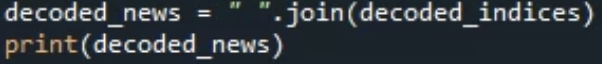 decoded_news = " ".join(decoded_indices)
print(decoded_news)